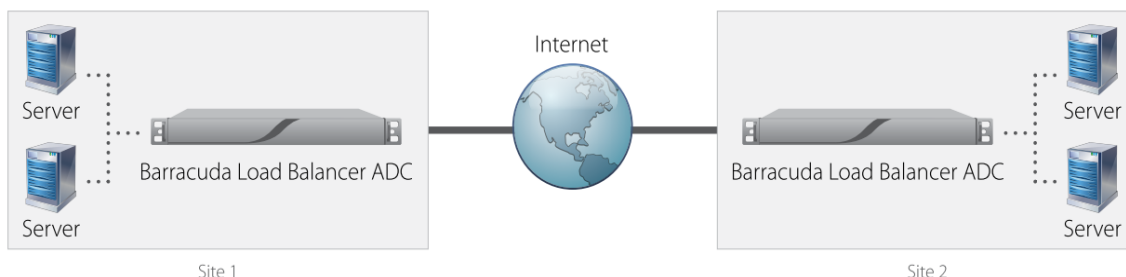 Server
Server
Barracuda Load Balancer ADC
Site 1
Internet
Barracuda Load Balancer ADC
Server
Server
Site 2